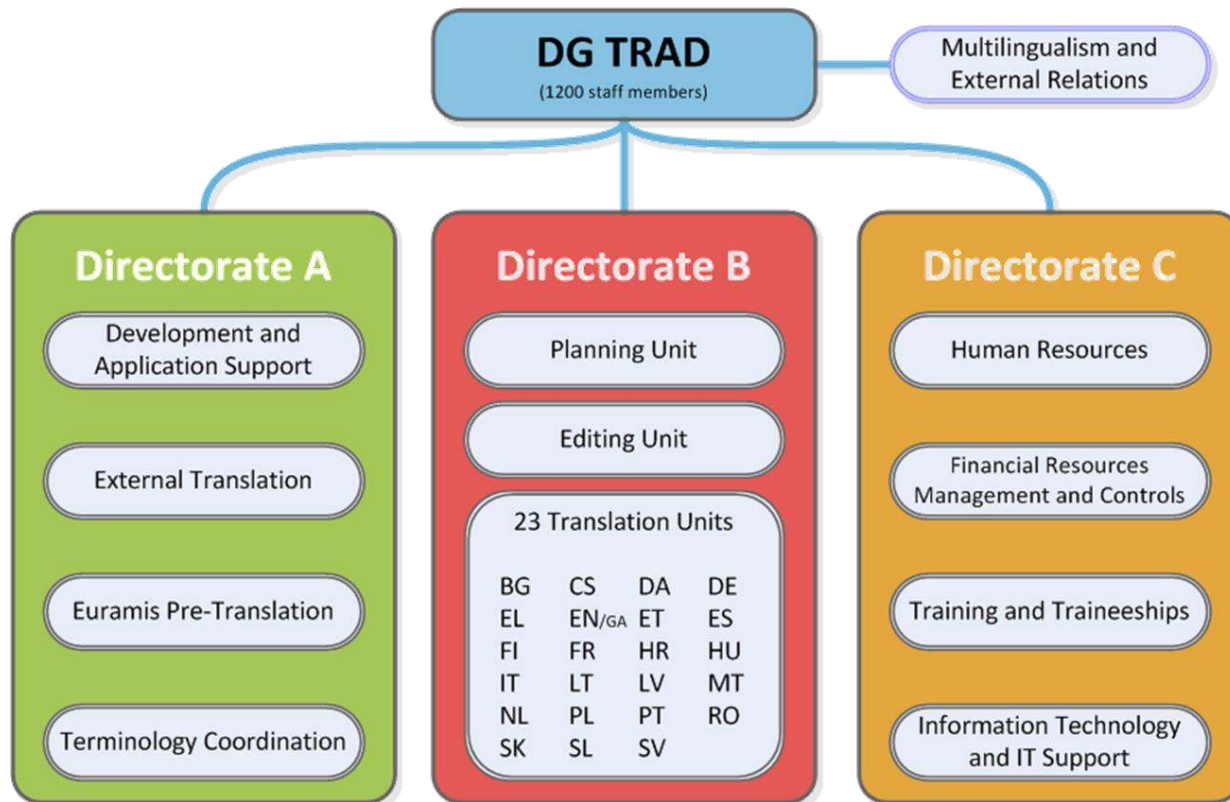 DG TRAD
(1200 staff members)
Multilingualism and
External Relations
Directorate A
Development and
Application Support
External Translation
Euramis Pre-Translation
Terminology Coordination
Directorate B
Planning Unit
Editing Unit
23 Translation Units
BG CS DA DE
EL EN/GA ET ES
FI FR HR HU
IT LT LV MT
NL PL PT RO
SK SL SV
Directorate C
Human Resources
Financial Resources
Management and Controls
Training and Traineeships
Information Technology
and IT Support